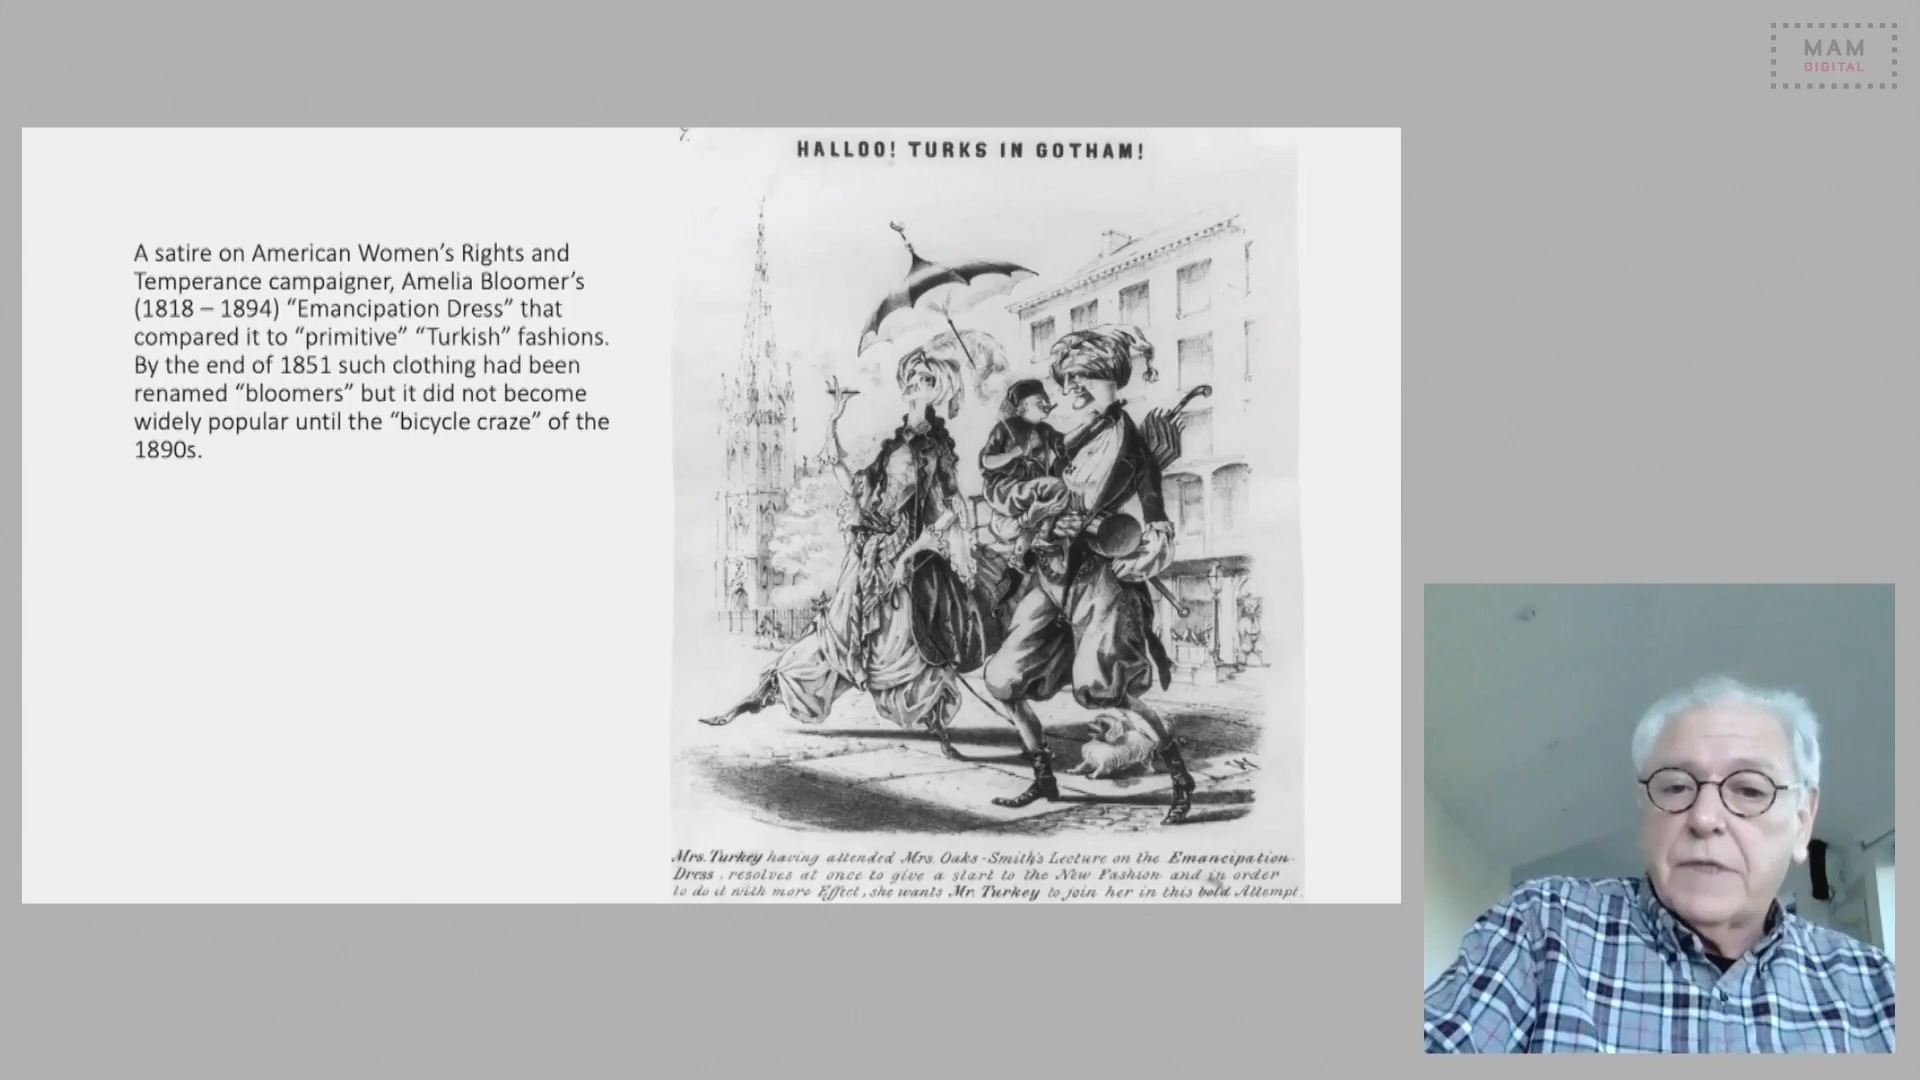 MAM
DIGITAL
7.
HALLOO! TURKS IN GOTHAM!
A satire on American Women’s Rights and
Temperance campaigner, Amelia Bloomer’s
(1818 – 1894) “Emancipation Dress” that
compared it to “primitive” “Turkish” fashions.
By the end of 1851 such clothing had been
renamed “bloomers” but it did not become
widely popular until the “bicycle craze” of the
1890s.
Mrs. Turkey having attended Mrs. Oaks-Smith's Lecture on the Emancipation
Dress, resolves at once to give a start to the New Fashion and in order
to do it with more Effect, she wants Mr. Turkey to join her in this bold Attempt.